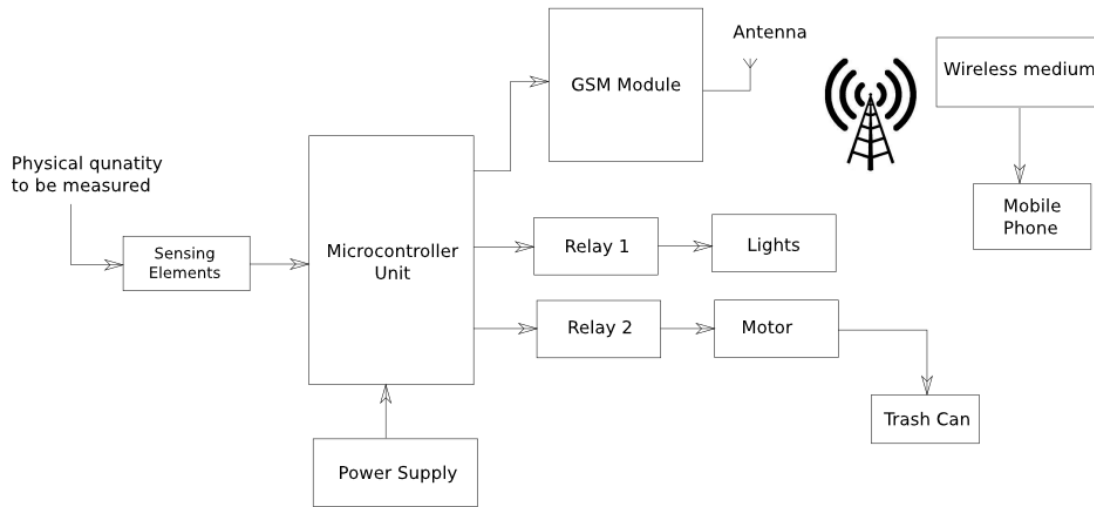 Antenna
GSM Module
Wireless medium
Physical qunatity
to be measured
Mobile
Phone
Sensing
Elements
Microcontroller
Unit
Relay 1
Lights
Relay 2
Motor
Trash Can
Power Supply